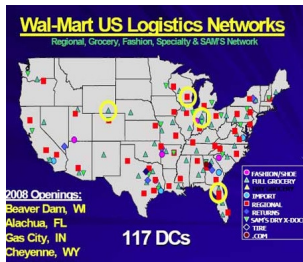 Wal-Mart US Logistics Networks
Regional, Grocery, Fashion, Specialty & SAM'S Network
FASHION/SHOE
FULL GROCERY
IMPORT
REGIONAL
RETURNS
SAM'S DRY X-DOCK
TIRE
.COM
2008 Openings:
Beaver Dam, WI
Alachua, FL
Gas City, IN
Cheyenne, WY
117 DCs